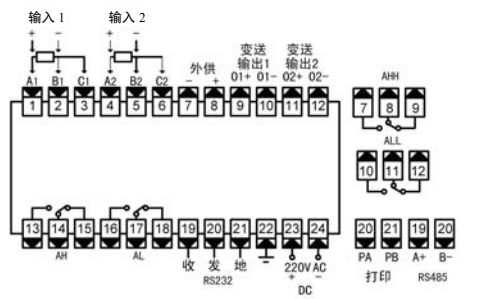 输入 1 输入 2
+ - + -
变送 变送
外供 输出1 输出2
A1 B1 C1 A2 B2 C2 - + 01+ 01- 02+ 02-
1 2 3 4 5 6 7 8 9 10 11 12
AHH
7 8 9
ALL
10 11 12
13 14 15 16 17 18 19 20 21 22 23 24
AH AL 收 发 地 220V AC
RS232 + -
DC
20 21 19 20
PA PB A+ B-
打印 RS485